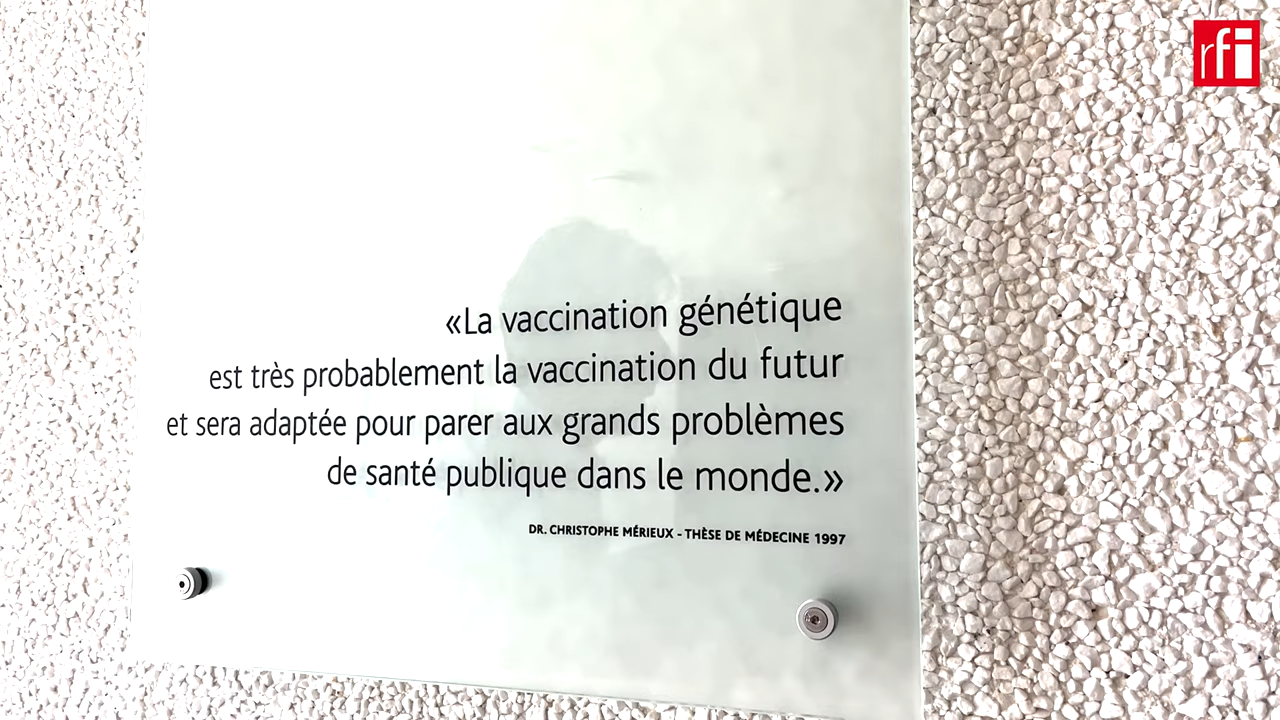 rfi
«La vaccination génétique
est très probablement la vaccination du futur
et sera adaptée pour parer aux grands problèmes
de santé publique dans le monde.»
DR. CHRISTOPHE MÉRIEUX - THÈSE DE MÉDECINE 1997